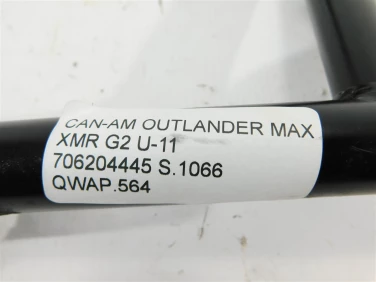 CAN-AM OUTLANDER MAX
XMR G2 U-11
706204445 S.1066
QWAP.564